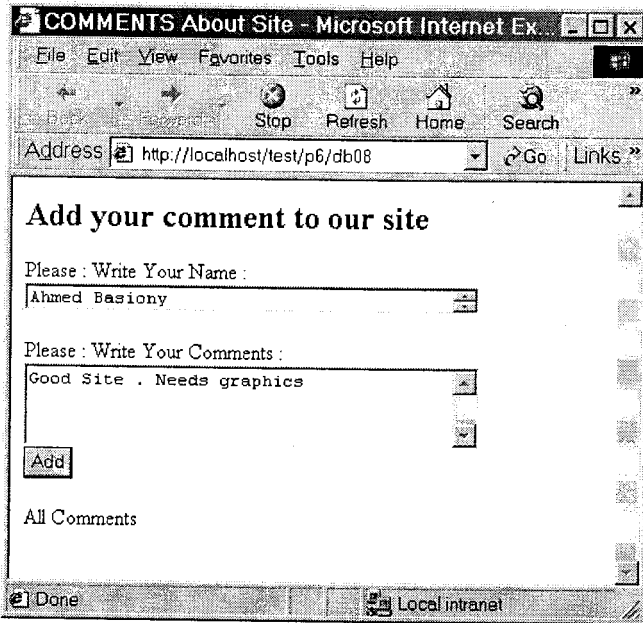 COMMENTS About Site - Microsoft Internet Ex...
File Edit View Favorites Tools Help
Back Forward Stop Refresh Home Search »
Address http://localhost/test/p6/db08 Go Links »
Add your comment to our site
Please : Write Your Name :
Ahmed Basiony
Please : Write Your Comments :
Good Site . Needs graphics
Add
All Comments
Done Local intranet